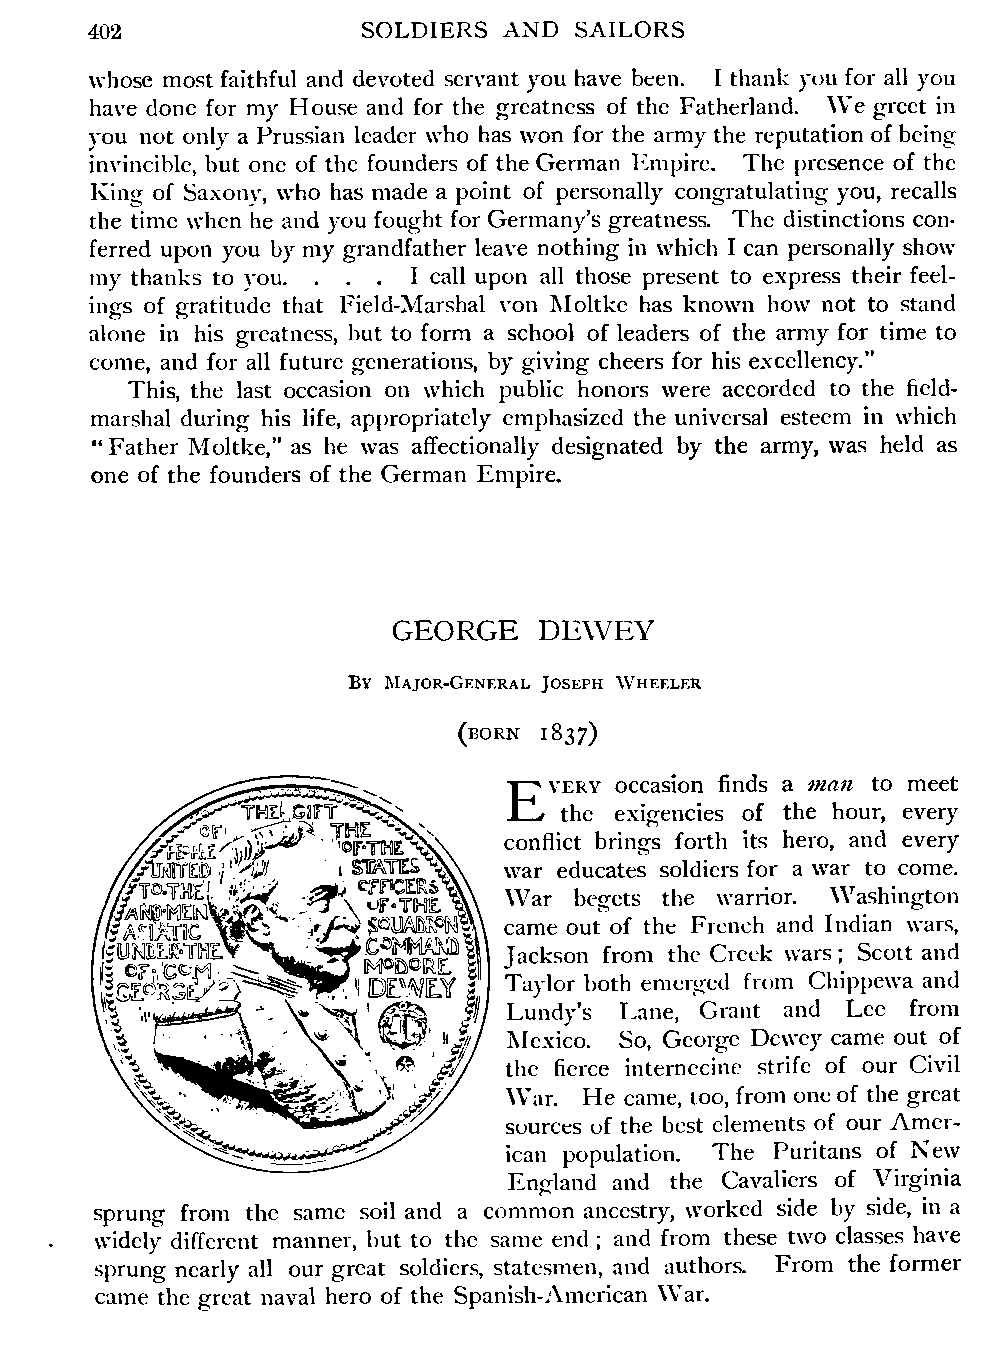 402 SOLDIERS AND SAILORS
whose most faithful and devoted servant you have been. I thank you for all you
have done for my House and for the greatness of the Fatherland. We greet in
you not only a Prussian leader who has won for the army the reputation of being
invincible, but one of the founders of the German Empire. The presence of the
King of Saxony, who has made a point of personally congratulating you, recalls
the time when he and you fought for Germany's greatness. The distinctions con-
ferred upon you by my grandfather leave nothing in which I can personally show
my thanks to you. . . . I call upon all those present to express their feel-
ings of gratitude that Field-Marshal von Moltke has known how not to stand
alone in his greatness, but to form a school of leaders of the army for time to
come, and for all future generations, by giving cheers for his excellency."
This, the last occasion on which public honors were accorded to the field-
marshal during his life, appropriately emphasized the universal esteem in which
"Father Moltke," as he was affectionally designated by the army, was held as
one of the founders of the German Empire.
GEORGE DEWEY
By Major-General Joseph Wheeler
(BORN 1837)
THE GIFT
OF THE
PEOPLE OF·THE
UNITED STATES
TO·THE OFFICERS
AND·MEN OF·THE
ASIATIC SQUADRON
UNDER·THE COMMAND
OF·COMMODORE
GEORGE DEWEY
EVERY occasion finds a man to meet
the exigencies of the hour, every
conflict brings forth its hero, and every
war educates soldiers for a war to come.
War begets the warrior. Washington
came out of the French and Indian wars,
Jackson from the Creek wars; Scott and
Taylor both emerged from Chippewa and
Lundy's Lane, Grant and Lee from
Mexico. So, George Dewey came out of
the fierce internecine strife of our Civil
War. He came, too, from one of the great
sources of the best elements of our Amer-
ican population. The Puritans of New
England and the Cavaliers of Virginia
sprung from the same soil and a common ancestry, worked side by side, in a
widely different manner, but to the same end; and from these two classes have
sprung nearly all our great soldiers, statesmen, and authors. From the former
came the great naval hero of the Spanish-American War.